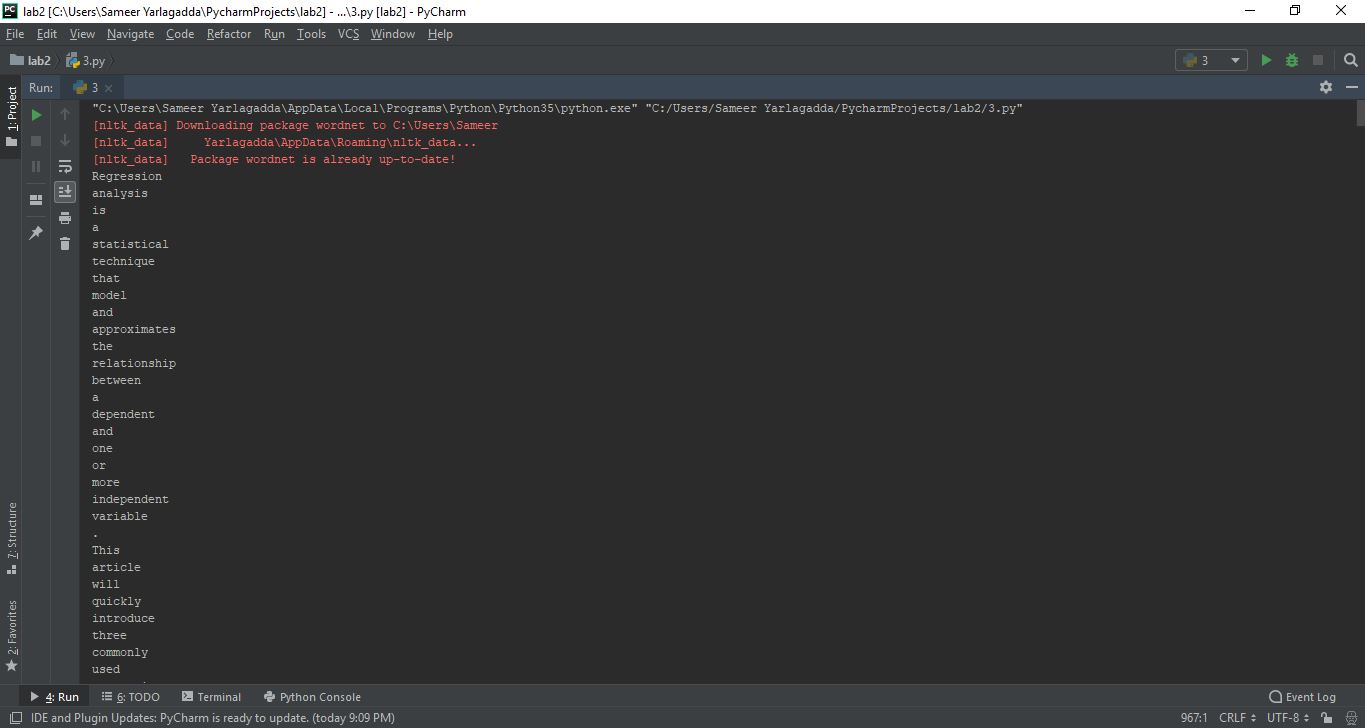 PC lab2 [C:\Users\Sameer Yarlagadda\PycharmProjects\lab2] - ...\3.py [lab2] - PyCharm
File Edit View Navigate Code Refactor Run Tools VCS Window Help
lab2 3.py 3
Run: 3
1: Project
"C:\Users\Sameer Yarlagadda\AppData\Local\Programs\Python\Python35\python.exe" "C:/Users/Sameer Yarlagadda/PycharmProjects/lab2/3.py"
[nltk_data] Downloading package wordnet to C:\Users\Sameer
[nltk_data]     Yarlagadda\AppData\Roaming\nltk_data...
[nltk_data]   Package wordnet is already up-to-date!
Regression
analysis
is
a
statistical
technique
that
model
and
approximates
the
relationship
between
a
dependent
and
one
or
more
independent
variable
.
This
article
will
quickly
introduce
three
commonly
used
7: Structure
2: Favorites
4: Run 6: TODO Terminal Python Console Event Log
IDE and Plugin Updates: PyCharm is ready to update. (today 9:09 PM) 967:1 CRLF UTF-8